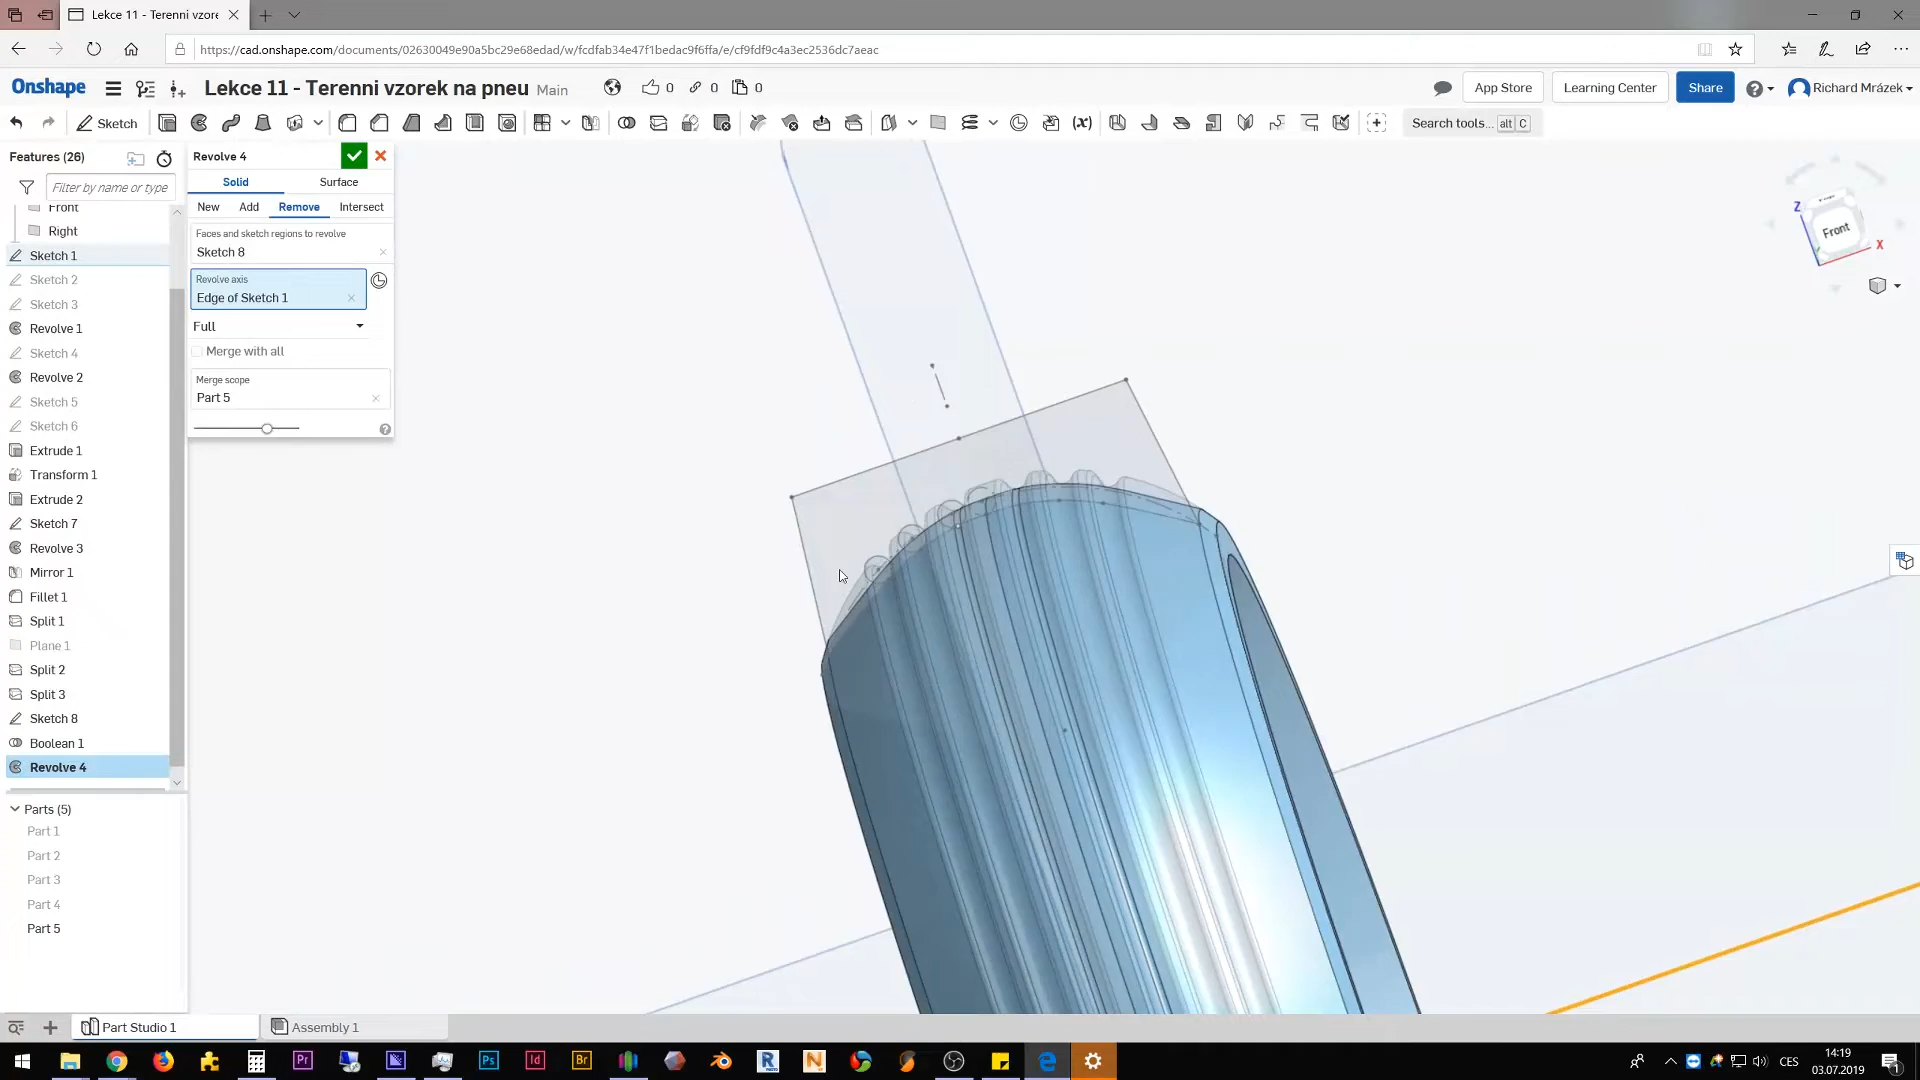 Lekce 11 - Terenni vzorek
https://cad.onshape.com/documents/02630049e90a5bc29e68edad/w/fcdfab34e47f1bedac9f6ffa/e/cf9fdf9c4a3ec2536dc7aeac
Onshape Lekce 11 - Terenni vzorek na pneu Main 0 0 0 App Store Learning Center Share Richard Mrázek
Sketch Search tools... alt C
Features (26)
Filter by name or type
Front
Right
Sketch 1
Sketch 2
Sketch 3
Revolve 1
Sketch 4
Revolve 2
Sketch 5
Sketch 6
Extrude 1
Transform 1
Extrude 2
Sketch 7
Revolve 3
Mirror 1
Fillet 1
Split 1
Plane 1
Split 2
Split 3
Sketch 8
Boolean 1
Revolve 4
Parts (5)
Part 1
Part 2
Part 3
Part 4
Part 5
Revolve 4
Solid Surface
New Add Remove Intersect
Faces and sketch regions to revolve
Sketch 8
Revolve axis
Edge of Sketch 1
Full
Merge with all
Merge scope
Part 5
Z
Front
X
Part Studio 1 Assembly 1
Pr Ps Id Br R N e CES
14:19
03.07.2019
1